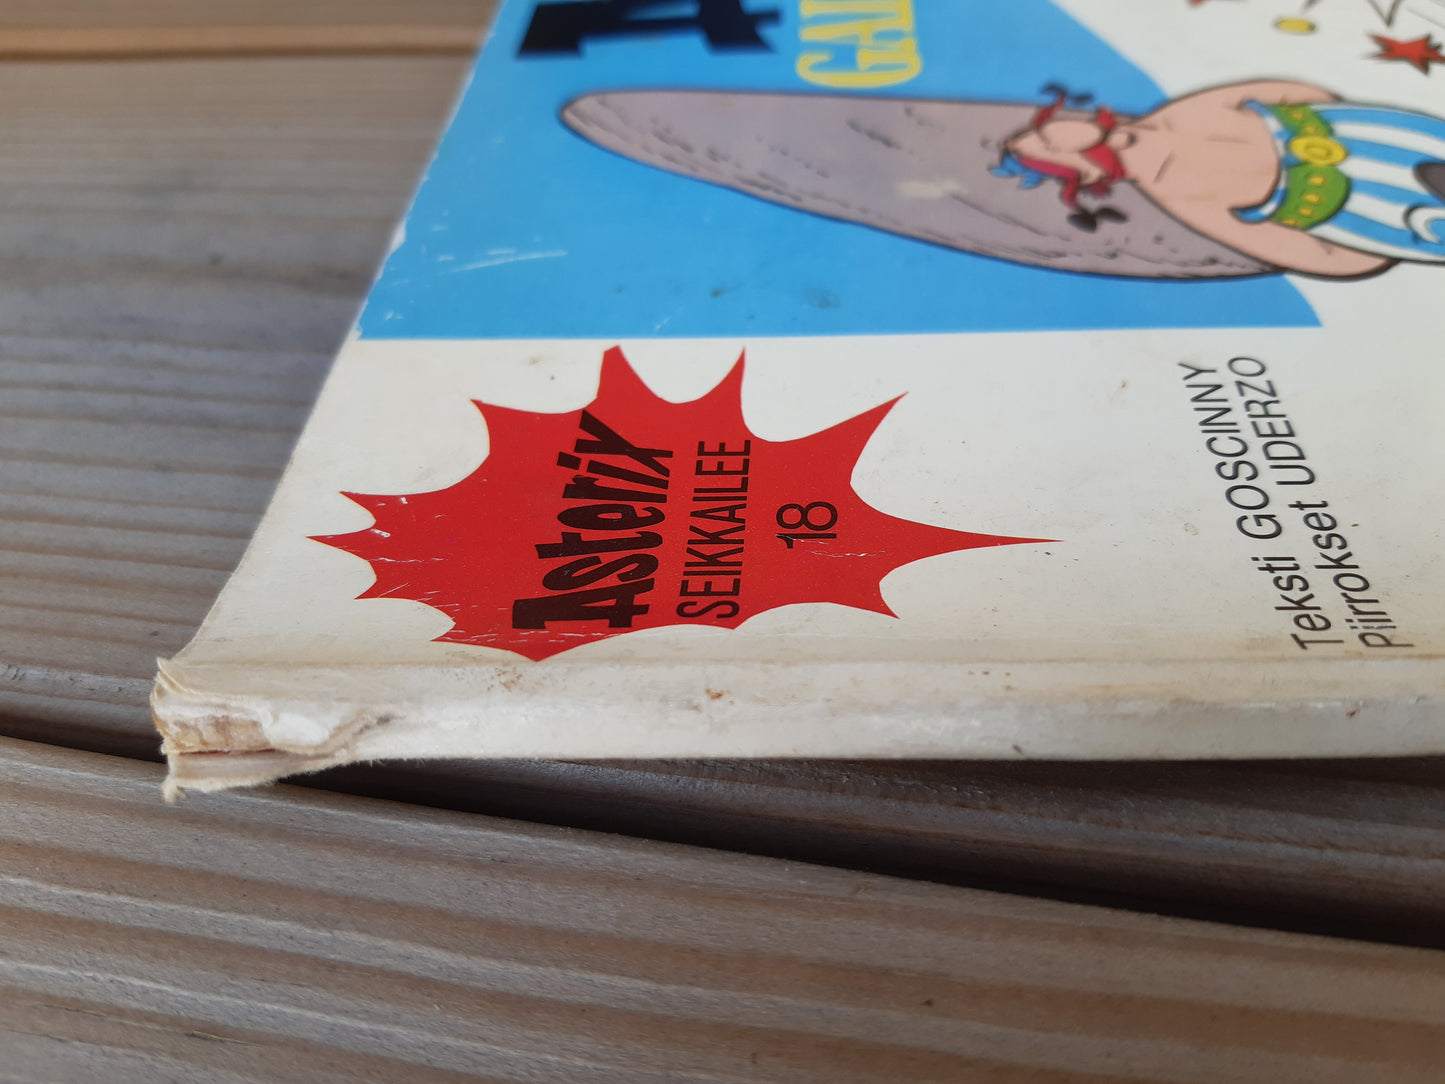 Asterix
SEIKKAILEE
18
Teksti GOSCINNY
Piirrokset UDERZO